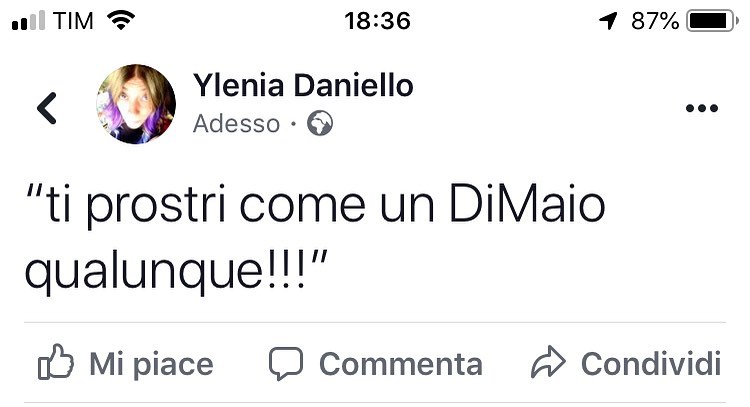 TIM 18:36 87%
Ylenia Daniello
Adesso ·
“ti prostri come un DiMaio
qualunque!!!”
Mi piace Commenta Condividi